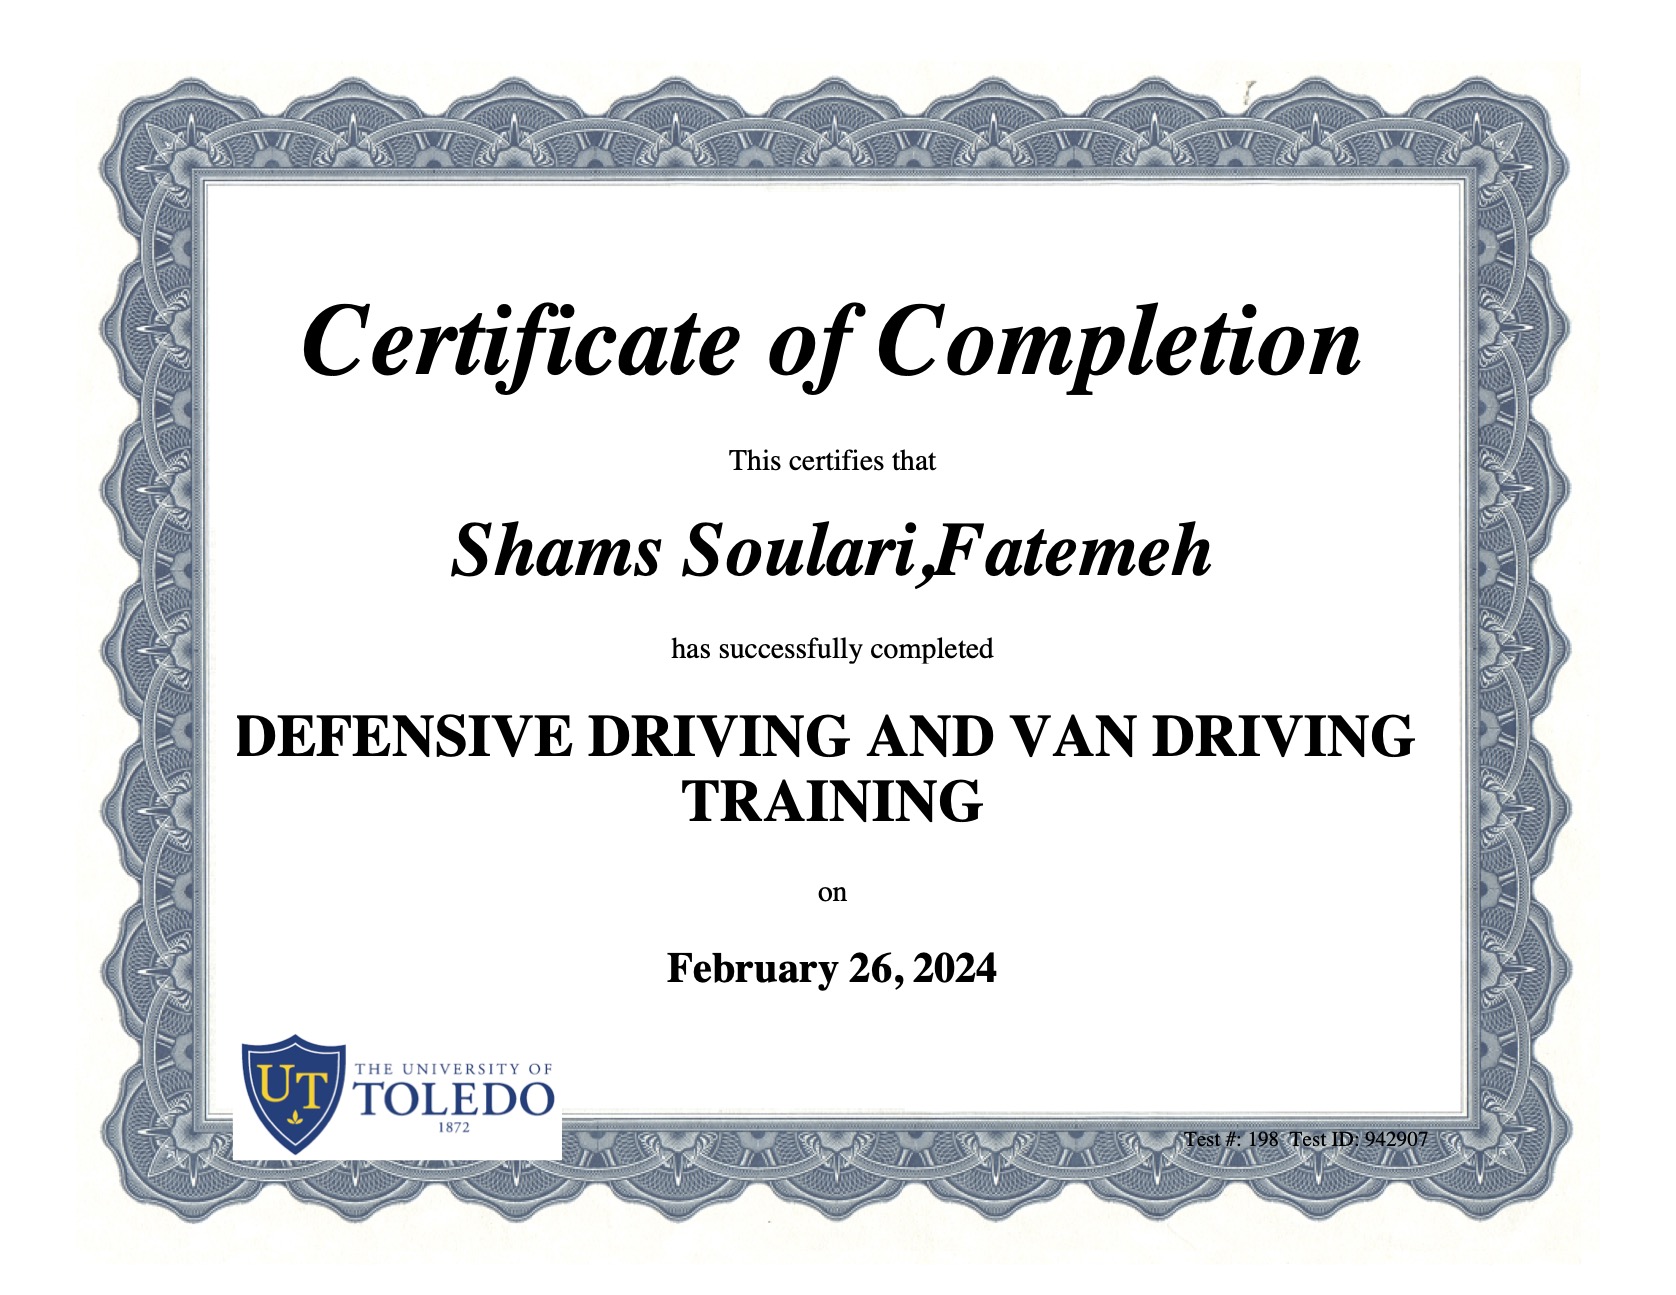 Certificate of Completion
This certifies that
Shams Soulari,Fatemeh
has successfully completed
DEFENSIVE DRIVING AND VAN DRIVING
TRAINING
on
February 26, 2024
UT
THE UNIVERSITY OF
TOLEDO
1872
Test #: 198 Test ID: 942907